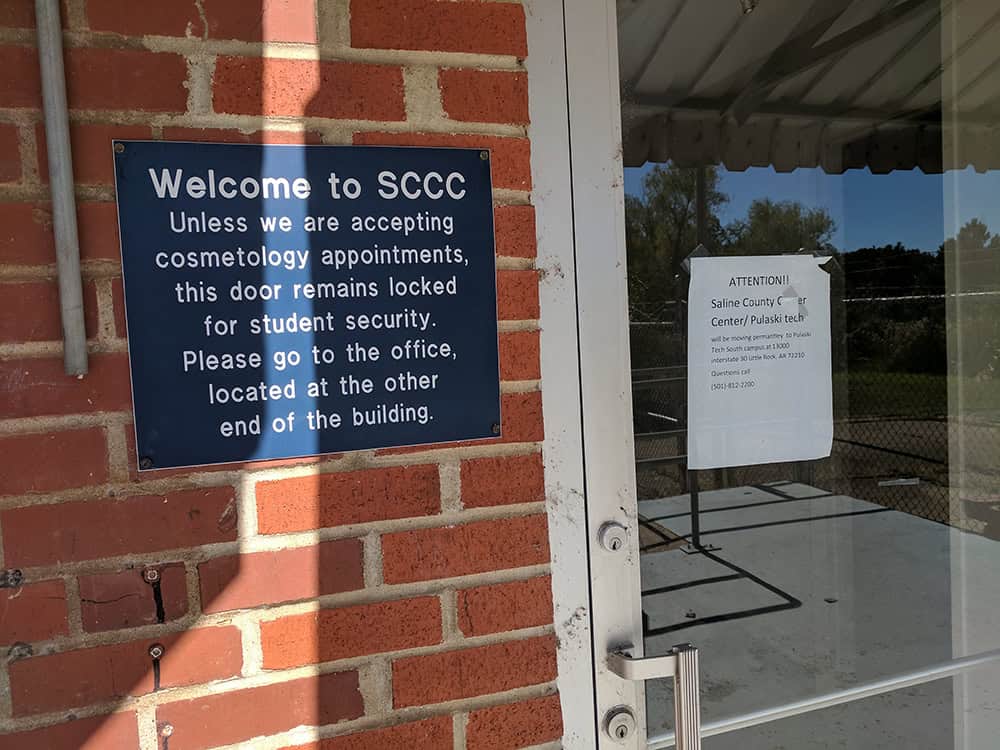 Welcome to SCCC
Unless we are accepting
cosmetology appointments,
this door remains locked
for student security.
Please go to the office,
located at the other
end of the building.
ATTENTION!!
Saline County
Center/ Pulaski tech
will be moving permantley to Pulaski
Tech South campus at 13000
interstate 30 Little Rock, AR 72210
Questions call
(501)-812-2200